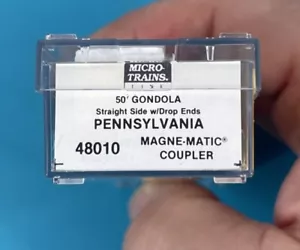 MICRO-
TRAINS®
LINE
50' GONDOLA
Straight Side w/Drop Ends
PENNSYLVANIA
48010
MAGNE-MATIC®
COUPLER